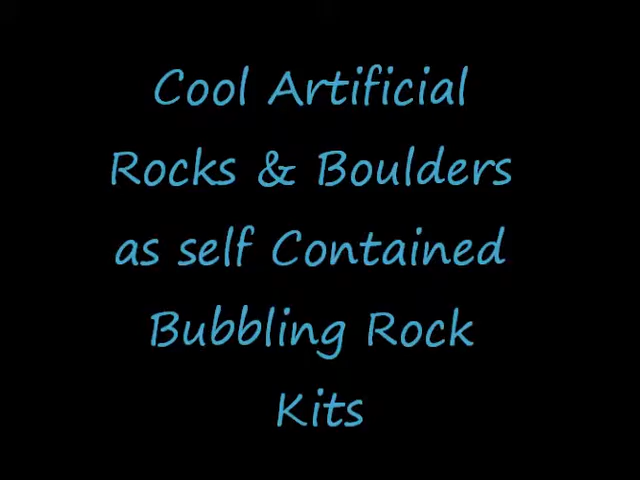 Cool Artificial
Rocks & Boulders
as self Contained
Bubbling Rock
Kits